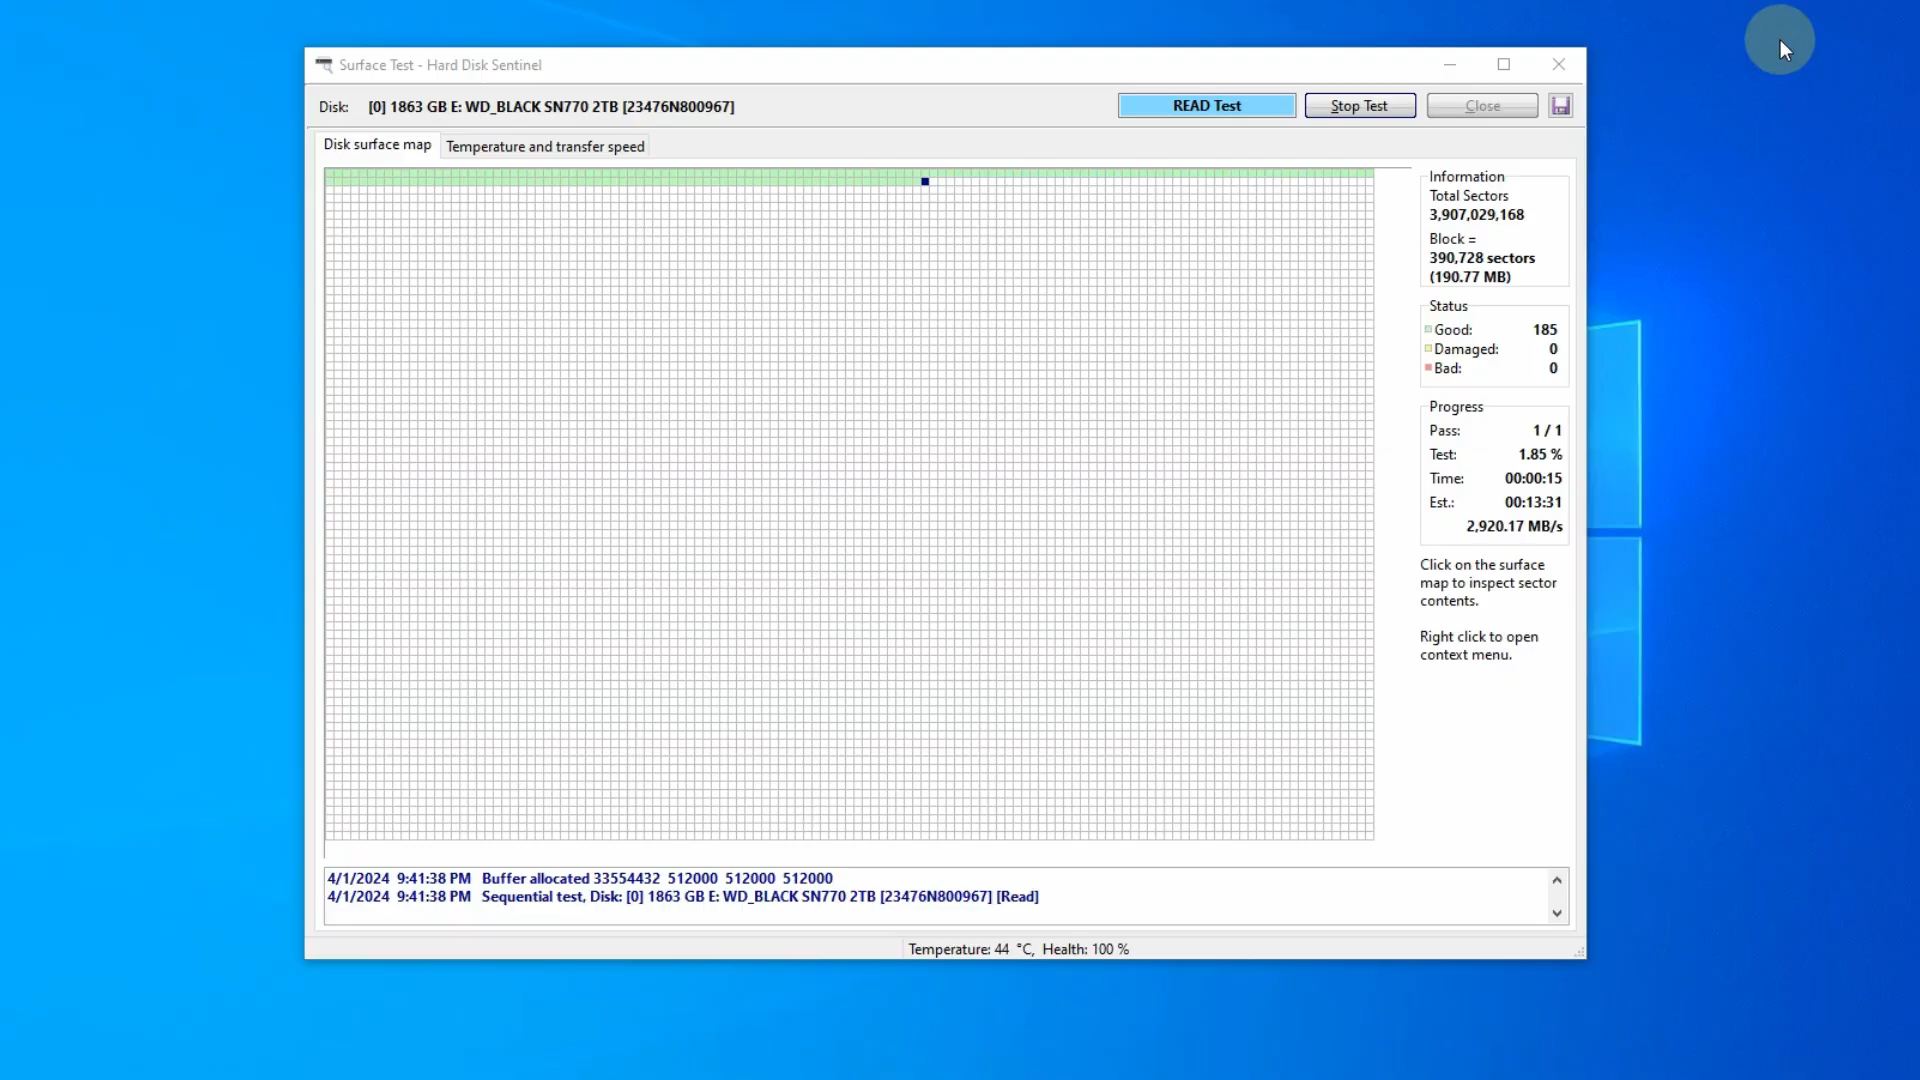 Surface Test - Hard Disk Sentinel
Disk: [0] 1863 GB E: WD_BLACK SN770 2TB [23476N800967]
READ Test
Stop Test
Close
Disk surface map
Temperature and transfer speed
Information
Total Sectors
3,907,029,168
Block =
390,728 sectors
(190.77 MB)
Status
Good: 185
Damaged: 0
Bad: 0
Progress
Pass: 1 / 1
Test: 1.85 %
Time: 00:00:15
Est.: 00:13:31
2,920.17 MB/s
Click on the surface
map to inspect sector
contents.
Right click to open
context menu.
4/1/2024 9:41:38 PM Buffer allocated 33554432 512000 512000 512000
4/1/2024 9:41:38 PM Sequential test, Disk: [0] 1863 GB E: WD_BLACK SN770 2TB [23476N800967] [Read]
Temperature: 44 °C, Health: 100 %